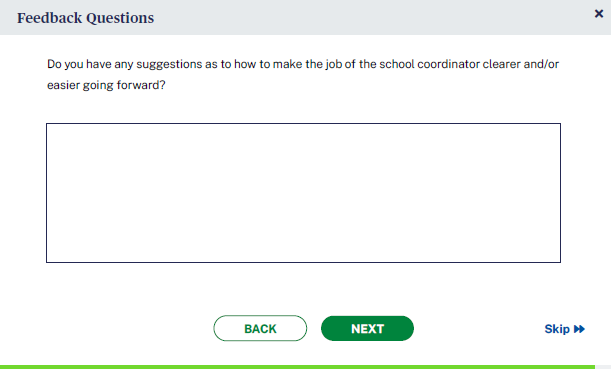 Feedback Questions
Do you have any suggestions as to how to make the job of the school coordinator clearer and/or
easier going forward?
BACK
NEXT
Skip